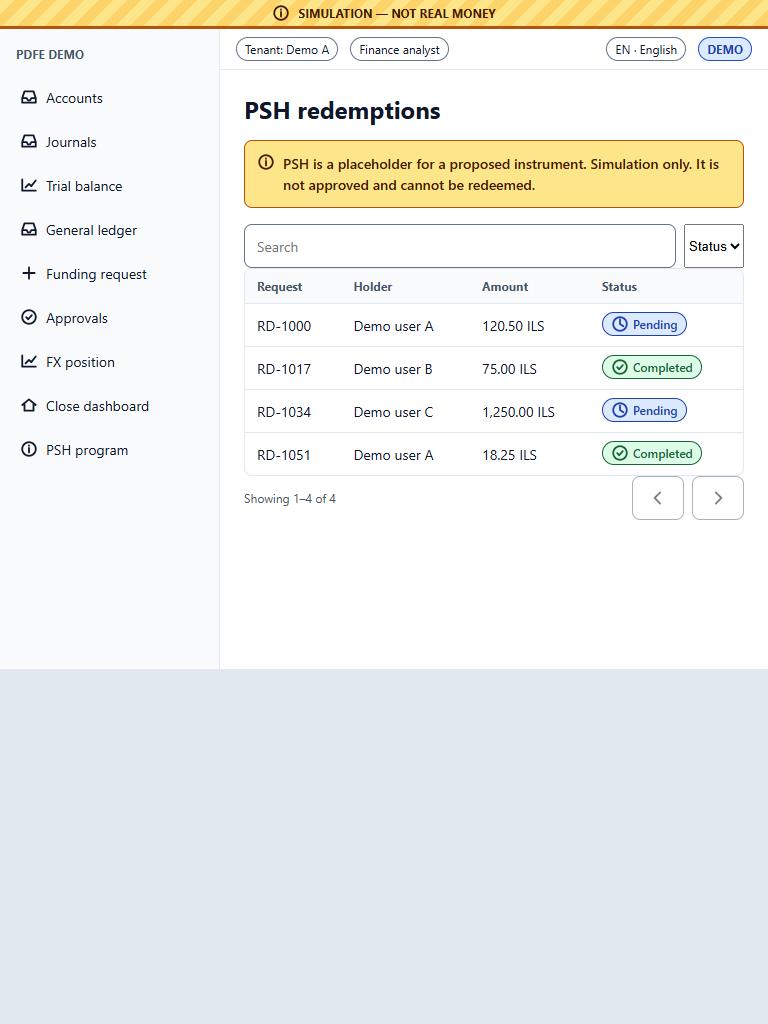 SIMULATION — NOT REAL MONEY
PDFE DEMO
Tenant: Demo A
Finance analyst
EN · English
DEMO
Accounts
Journals
Trial balance
General ledger
Funding request
Approvals
FX position
Close dashboard
PSH program
PSH redemptions
PSH is a placeholder for a proposed instrument. Simulation only. It is
not approved and cannot be redeemed.
Search
Status
Request Holder Amount Status
RD-1000 Demo user A 120.50 ILS Pending
RD-1017 Demo user B 75.00 ILS Completed
RD-1034 Demo user C 1,250.00 ILS Pending
RD-1051 Demo user A 18.25 ILS Completed
Showing 1–4 of 4